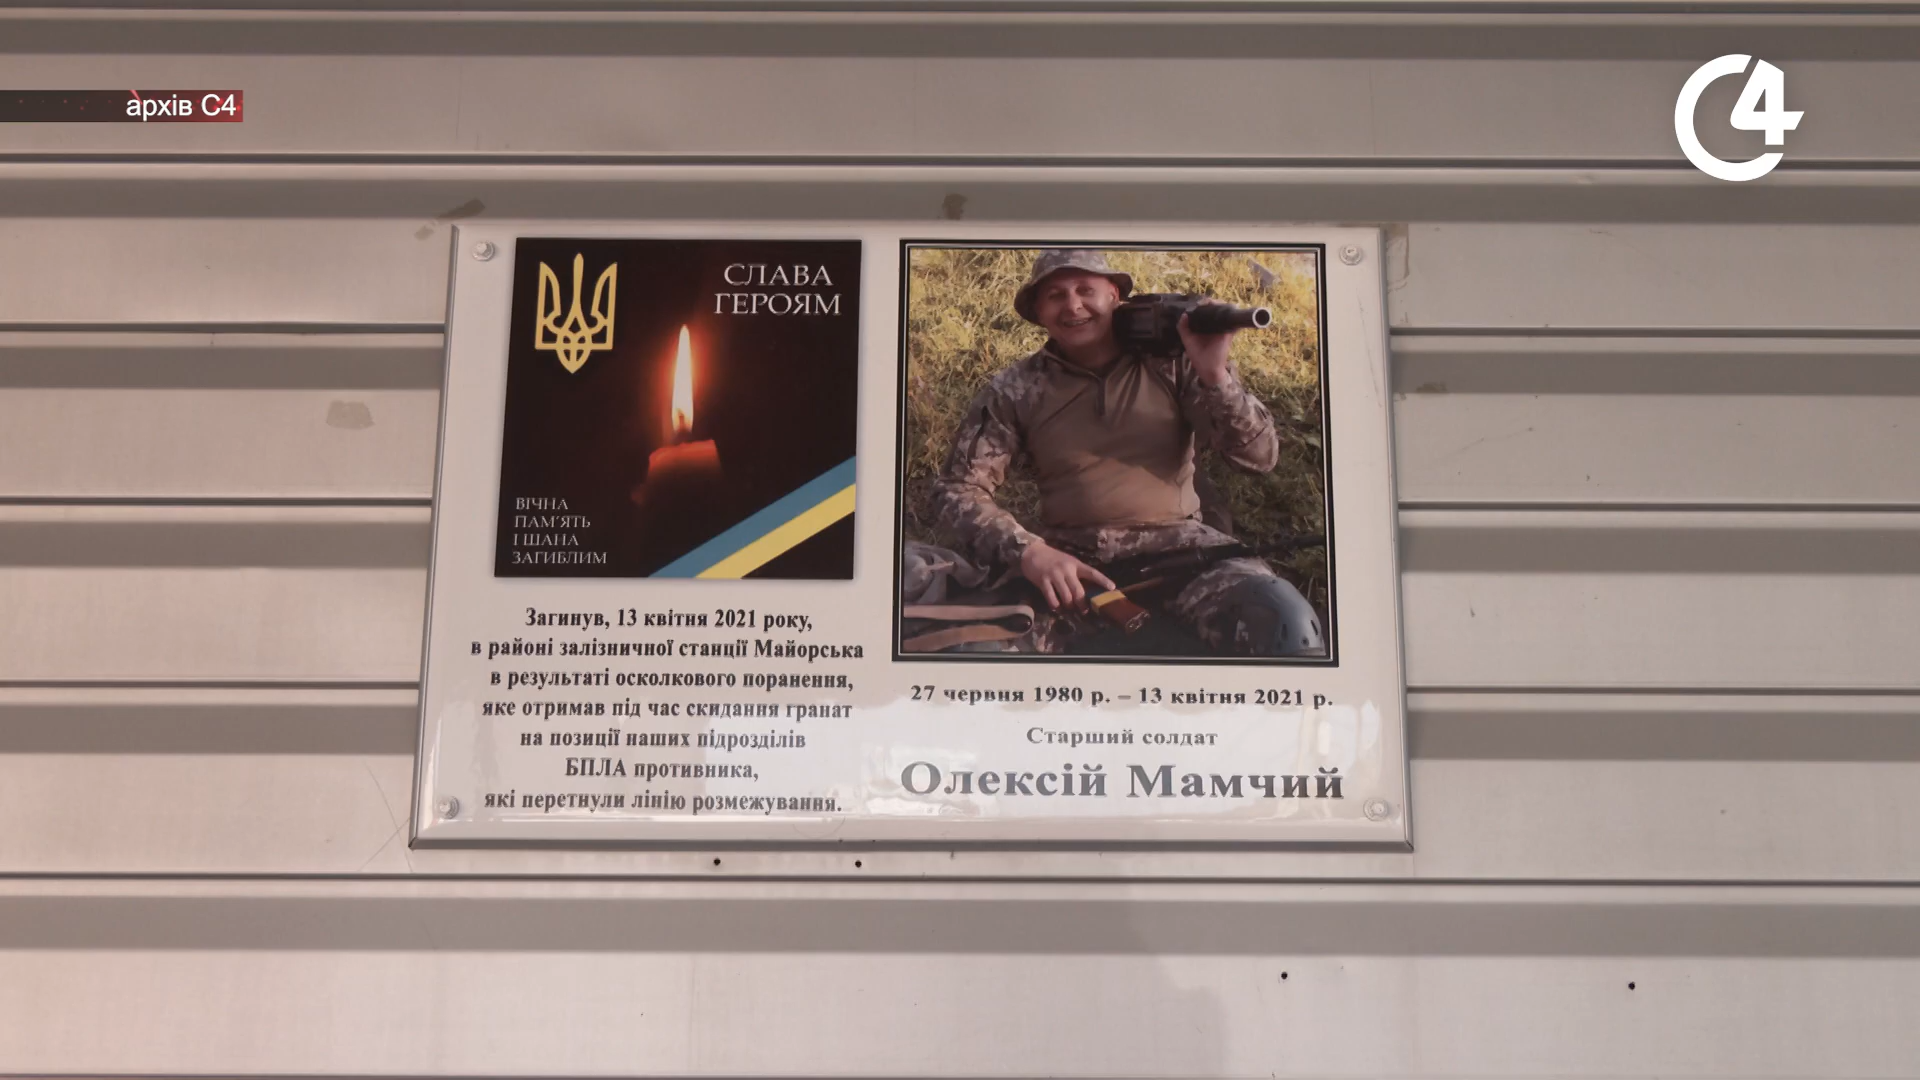 архів С4
С4
СЛАВА
ГЕРОЯМ
ВІЧНА
ПАМ'ЯТЬ
І ШАНА
ЗАГИБЛИМ
Загинув, 13 квітня 2021 року,
в районі залізничної станції Майорська
в результаті осколкового поранення,
яке отримав під час скидання гранат
на позиції наших підрозділів
БПЛА противника,
які перетнули лінію розмежування.
27 червня 1980 р. – 13 квітня 2021 р.
Старший солдат
Олексій Мамчий